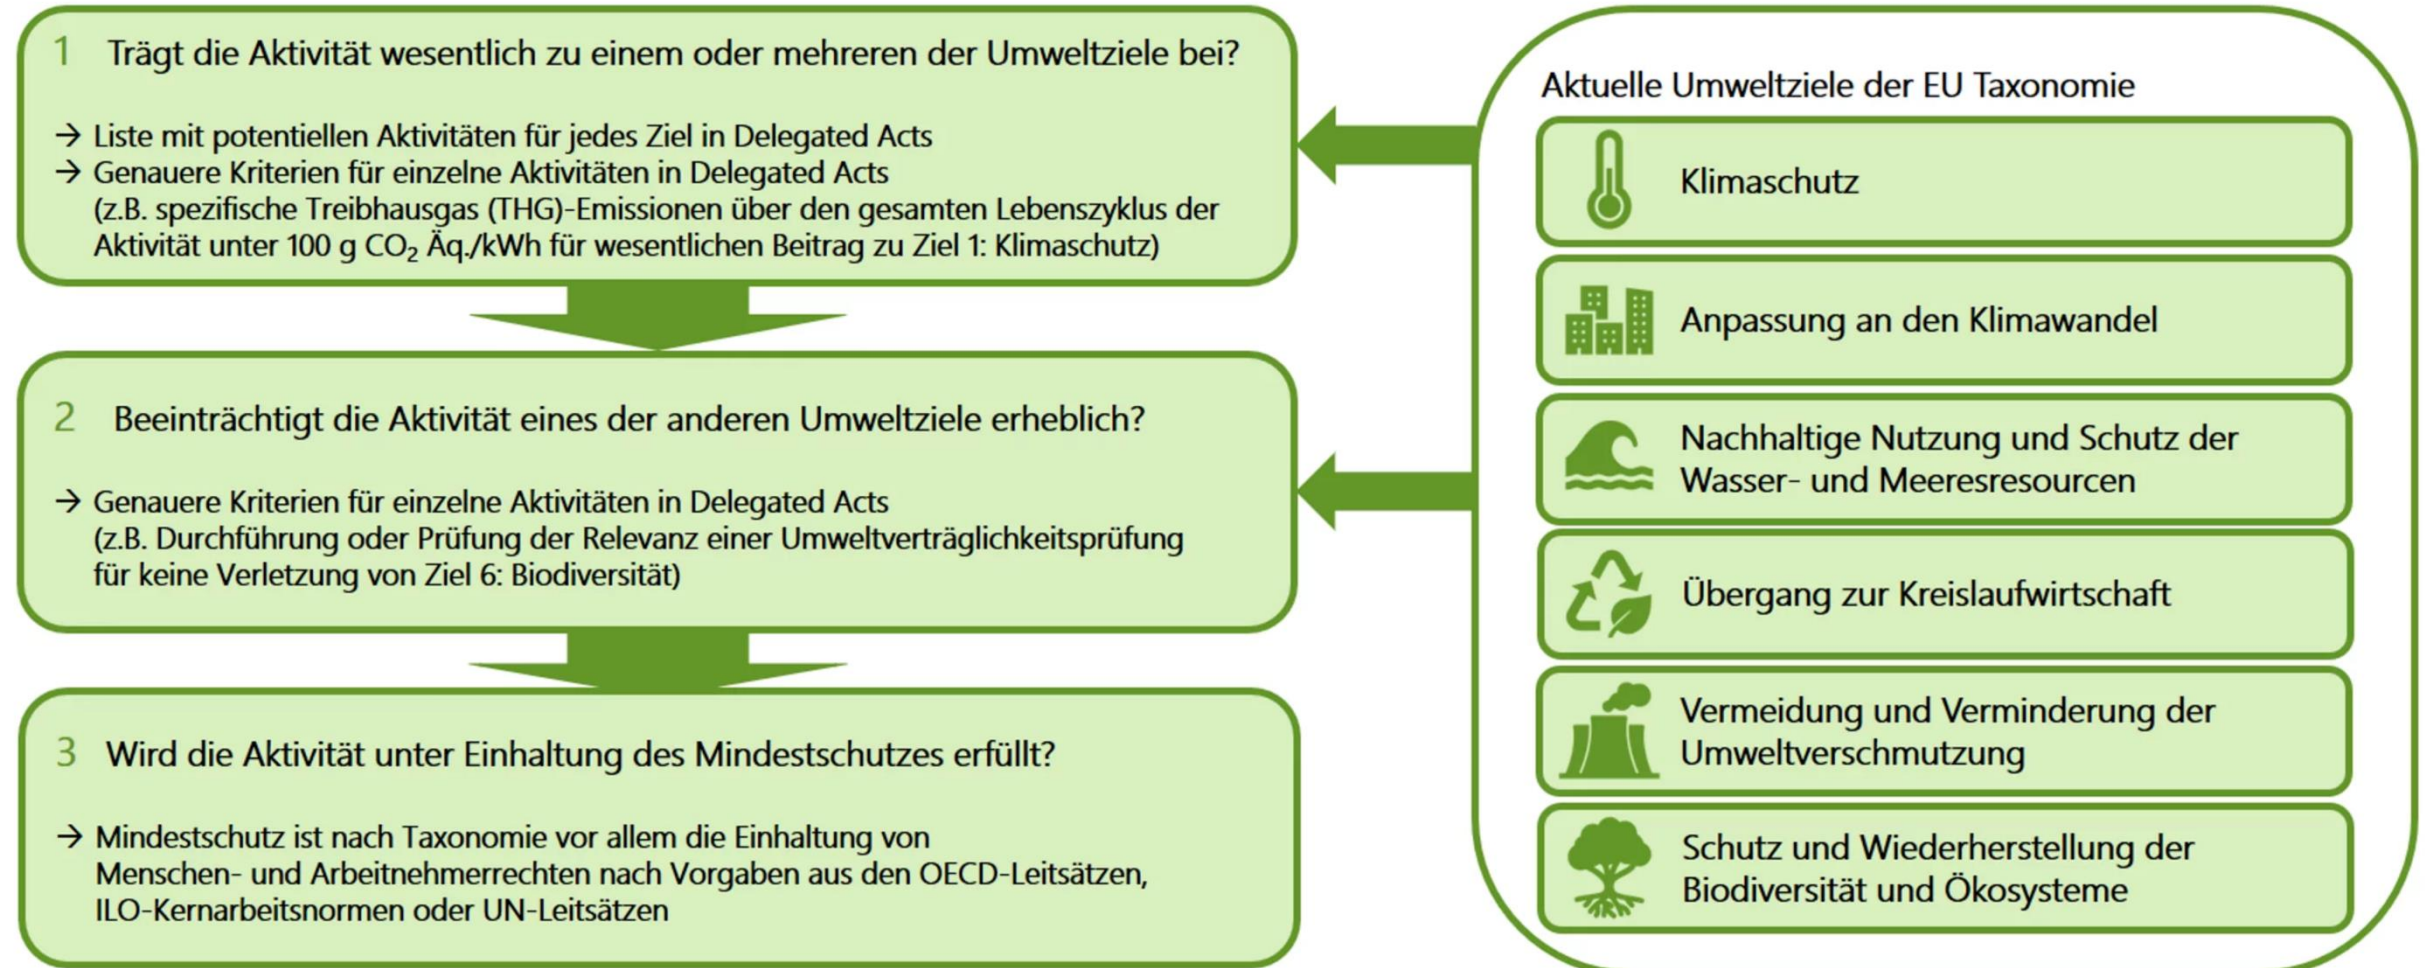 1 Trägt die Aktivität wesentlich zu einem oder mehreren der Umweltziele bei?
→ Liste mit potentiellen Aktivitäten für jedes Ziel in Delegated Acts
→ Genauere Kriterien für einzelne Aktivitäten in Delegated Acts
(z.B. spezifische Treibhausgas (THG)-Emissionen über den gesamten Lebenszyklus der
Aktivität unter 100 g CO₂ Äq./kWh für wesentlichen Beitrag zu Ziel 1: Klimaschutz)
2 Beeinträchtigt die Aktivität eines der anderen Umweltziele erheblich?
→ Genauere Kriterien für einzelne Aktivitäten in Delegated Acts
(z.B. Durchführung oder Prüfung der Relevanz einer Umweltverträglichkeitsprüfung
für keine Verletzung von Ziel 6: Biodiversität)
3 Wird die Aktivität unter Einhaltung des Mindestschutzes erfüllt?
→ Mindestschutz ist nach Taxonomie vor allem die Einhaltung von
Menschen- und Arbeitnehmerrechten nach Vorgaben aus den OECD-Leitsätzen,
ILO-Kernarbeitsnormen oder UN-Leitsätzen
Aktuelle Umweltziele der EU Taxonomie
Klimaschutz
Anpassung an den Klimawandel
Nachhaltige Nutzung und Schutz der
Wasser- und Meeresresourcen
Übergang zur Kreislaufwirtschaft
Vermeidung und Verminderung der
Umweltverschmutzung
Schutz und Wiederherstellung der
Biodiversität und Ökosysteme